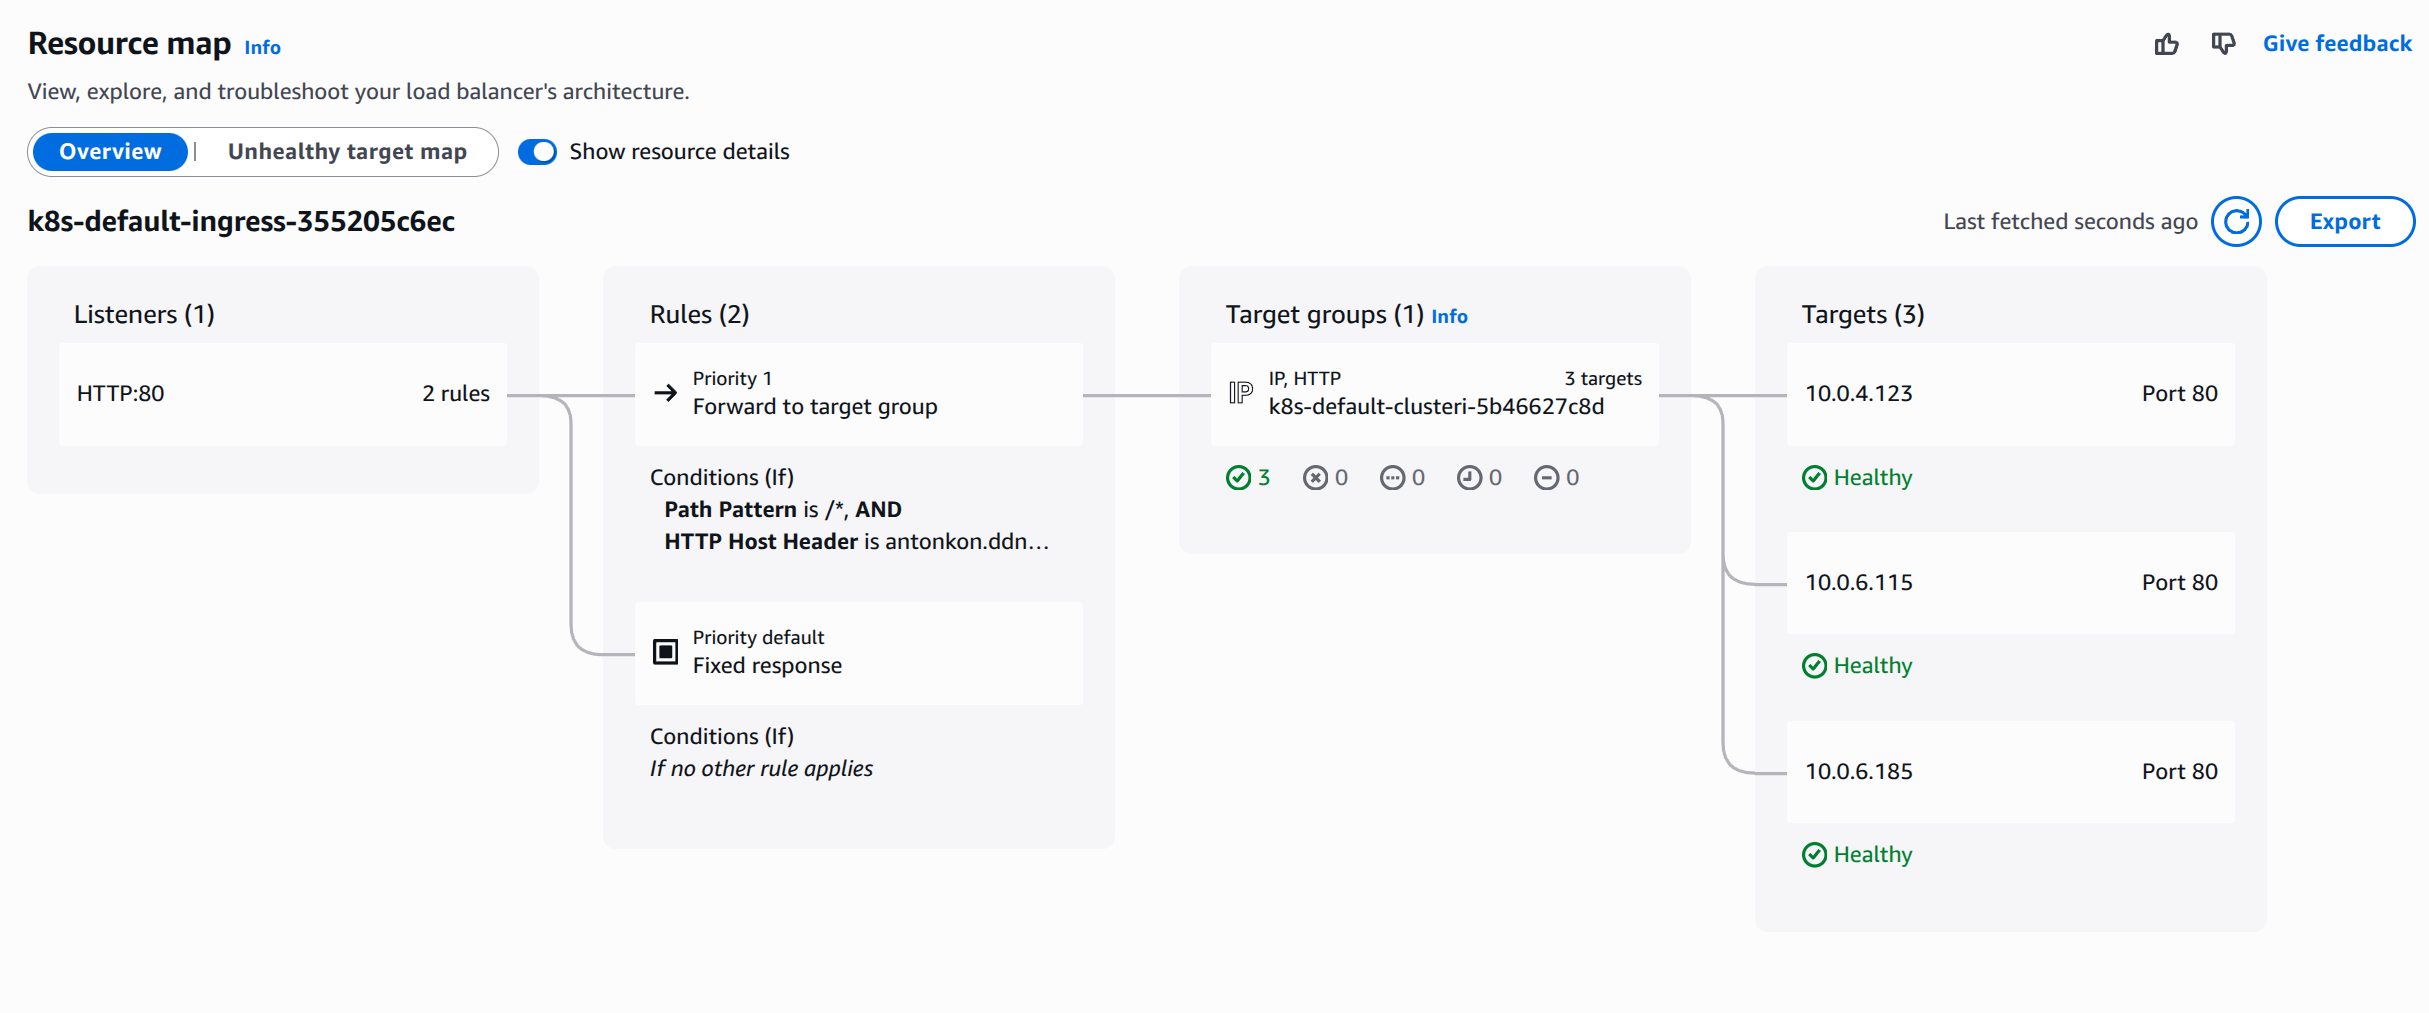 Resource map Info
Give feedback
View, explore, and troubleshoot your load balancer's architecture.
Overview | Unhealthy target map
Show resource details
k8s-default-ingress-355205c6ec
Last fetched seconds ago
Export
Listeners (1)
HTTP:80 2 rules
Rules (2)
Priority 1
Forward to target group
Conditions (If)
Path Pattern is /*, AND
HTTP Host Header is antonkon.ddn...
Priority default
Fixed response
Conditions (If)
If no other rule applies
Target groups (1) Info
IP IP, HTTP 3 targets
k8s-default-clusteri-5b46627c8d
3 0 0 0 0
Targets (3)
10.0.4.123 Port 80
Healthy
10.0.6.115 Port 80
Healthy
10.0.6.185 Port 80
Healthy